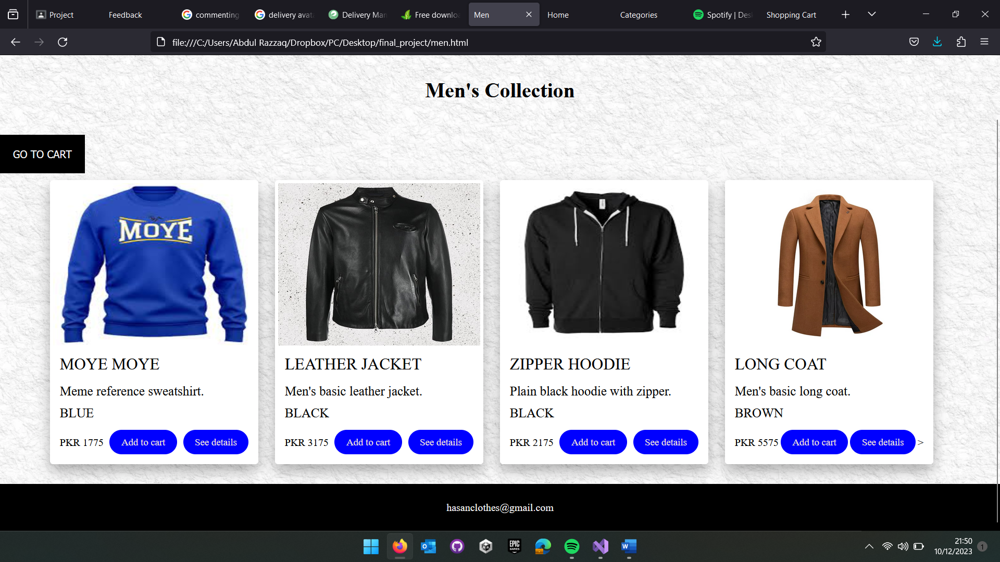 Project
Feedback
commenting
delivery avat
Delivery Man
Free downlo
Men
Home
Categories
Spotify | Des
Shopping Cart
file:///C:/Users/Abdul Razzaq/Dropbox/PC/Desktop/final_project/men.html
Men's Collection
GO TO CART
MOYE
MOYE MOYE
Meme reference sweatshirt.
BLUE
PKR 1775 Add to cart See details
LEATHER JACKET
Men's basic leather jacket.
BLACK
PKR 3175 Add to cart See details
ZIPPER HOODIE
Plain black hoodie with zipper.
BLACK
PKR 2175 Add to cart See details
LONG COAT
Men's basic long coat.
BROWN
PKR 5575 Add to cart See details >
hasanclothes@gmail.com
EPIC
GAMES
21:50
10/12/2023
1